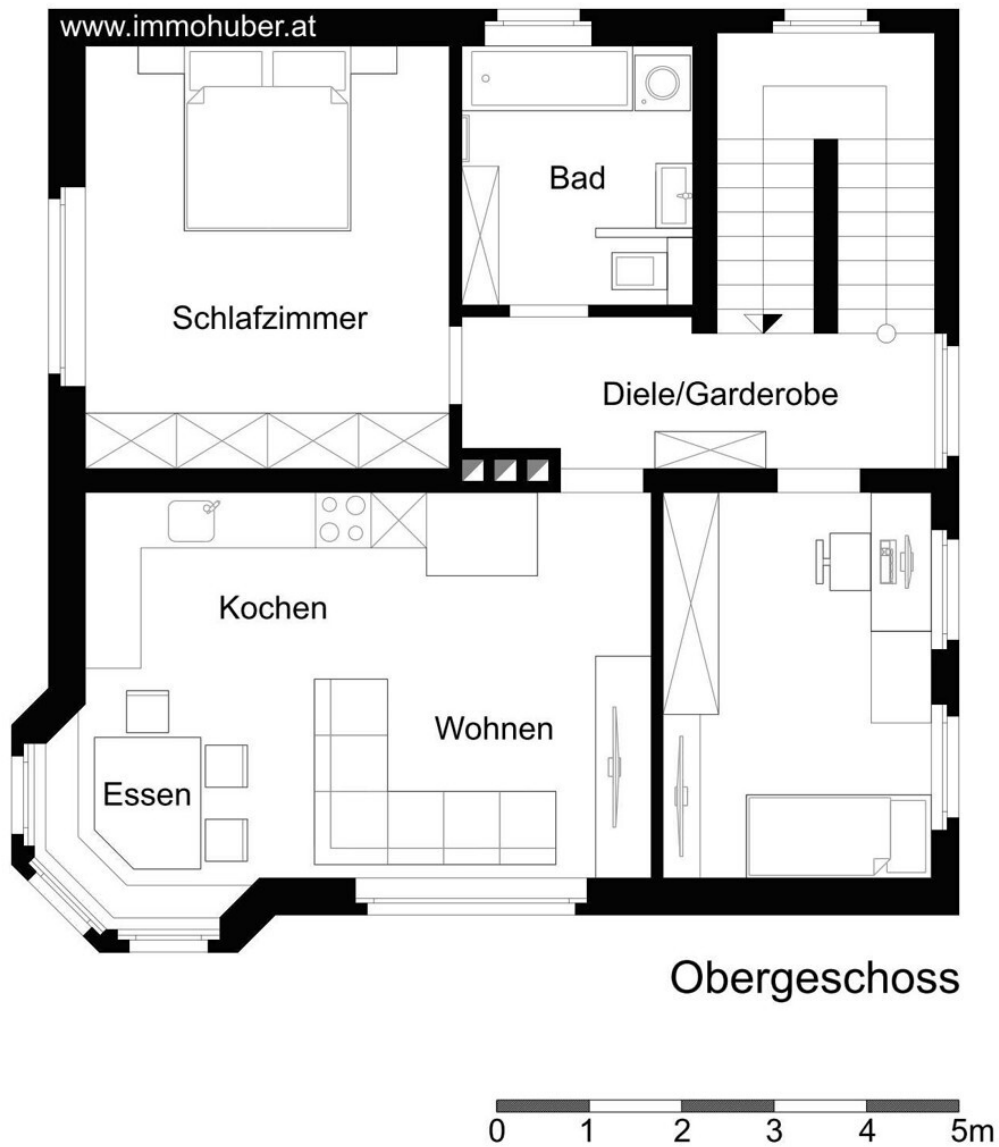 www.immohuber.at
Bad
Schlafzimmer
Diele/Garderobe
Kochen
Wohnen
Essen
Obergeschoss
0 1 2 3 4 5m